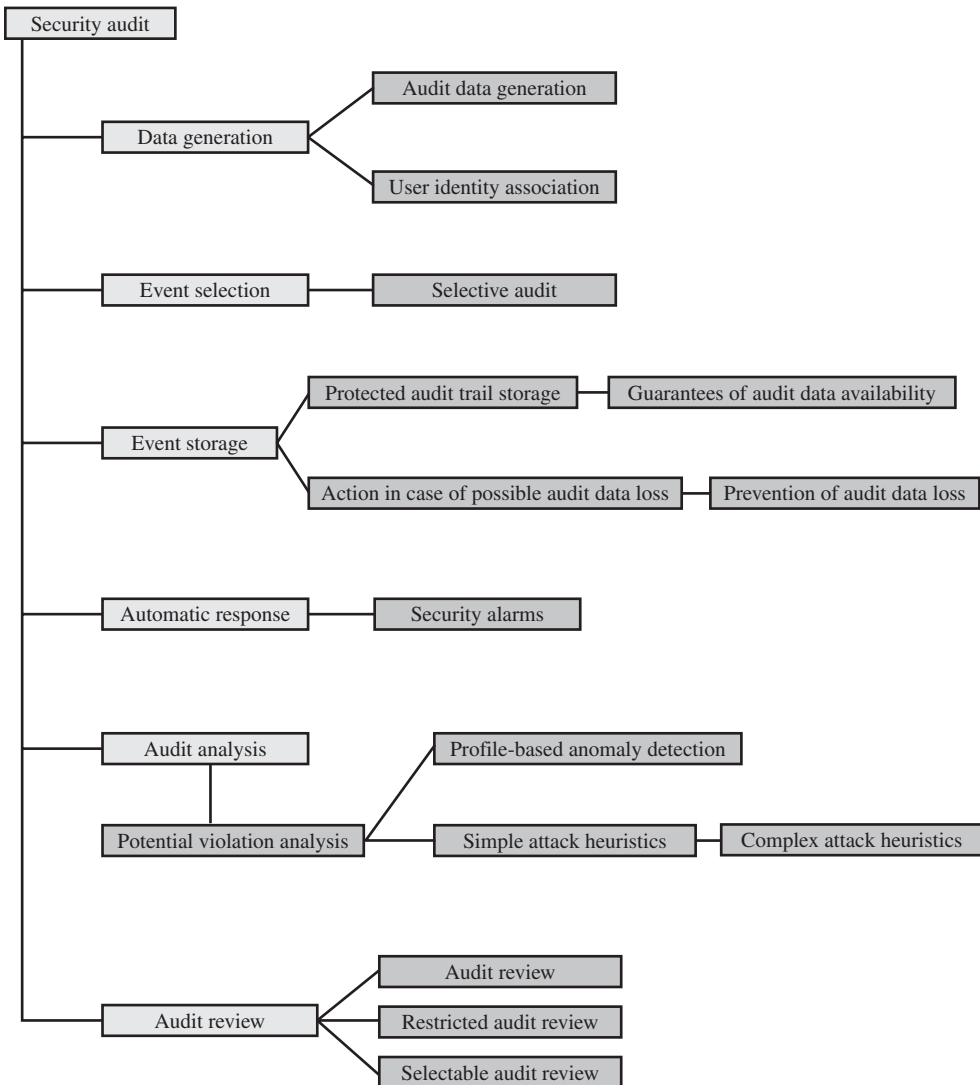 Security audit
Audit data generation
Data generation
User identity association
Event selection
Selective audit
Protected audit trail storage
Guarantees of audit data availability
Event storage
Action in case of possible audit data loss
Prevention of audit data loss
Automatic response
Security alarms
Audit analysis
Profile-based anomaly detection
Potential violation analysis
Simple attack heuristics
Complex attack heuristics
Audit review
Audit review
Restricted audit review
Selectable audit review